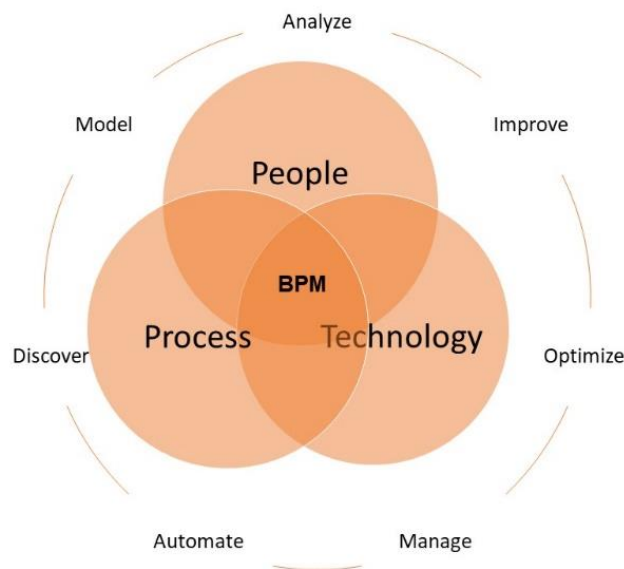 Analyze
Model
Improve
People
BPM
Process
Technology
Discover
Optimize
Automate
Manage